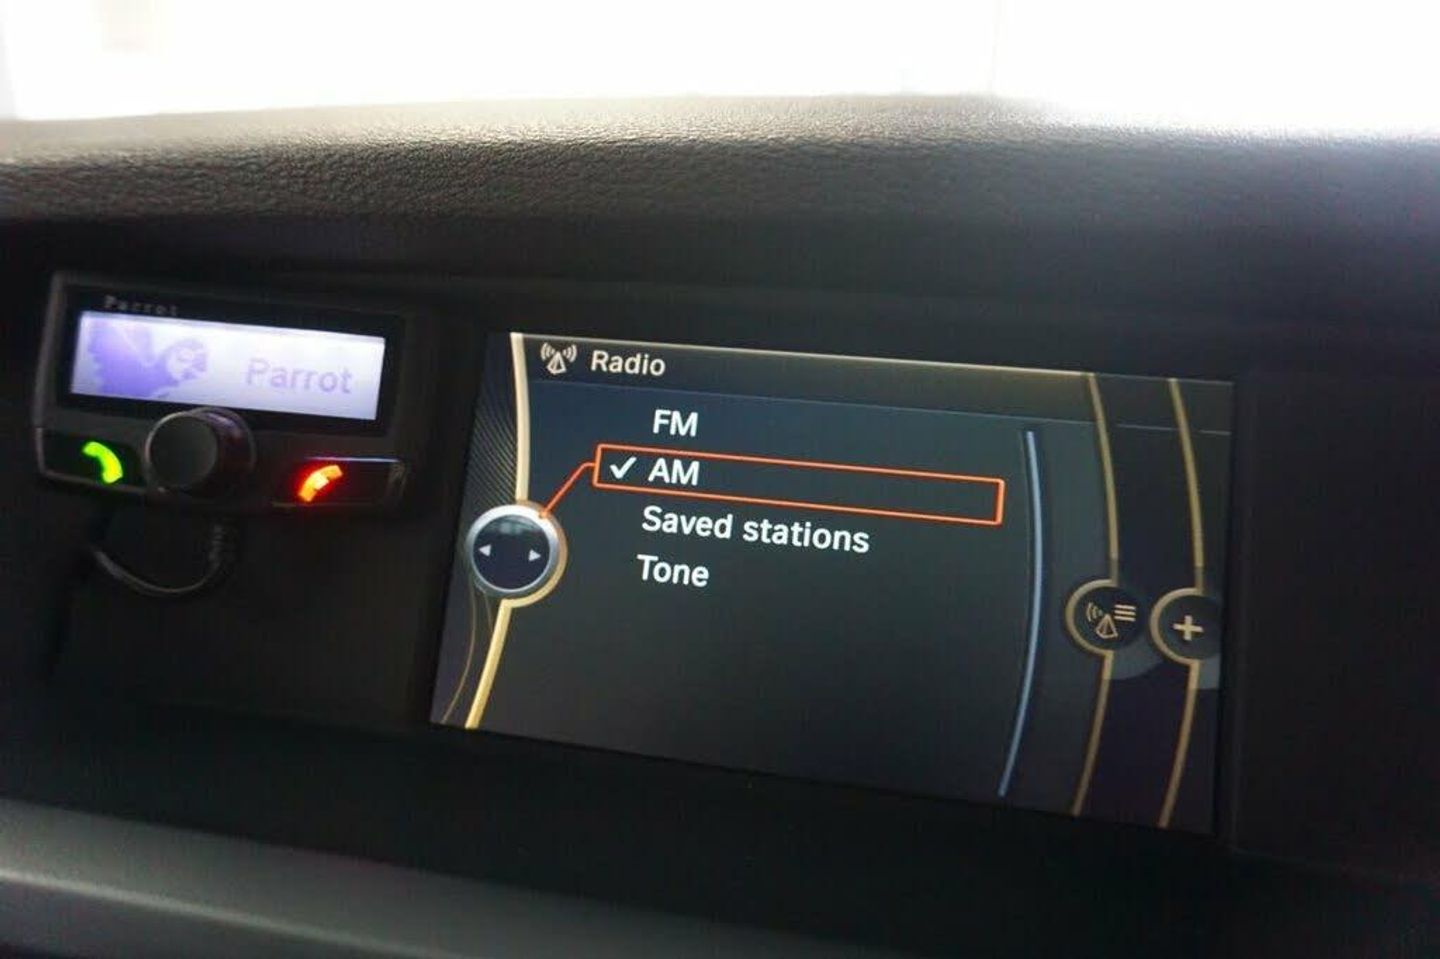 Parrot
Parrot
Radio
FM
AM
Saved stations
Tone